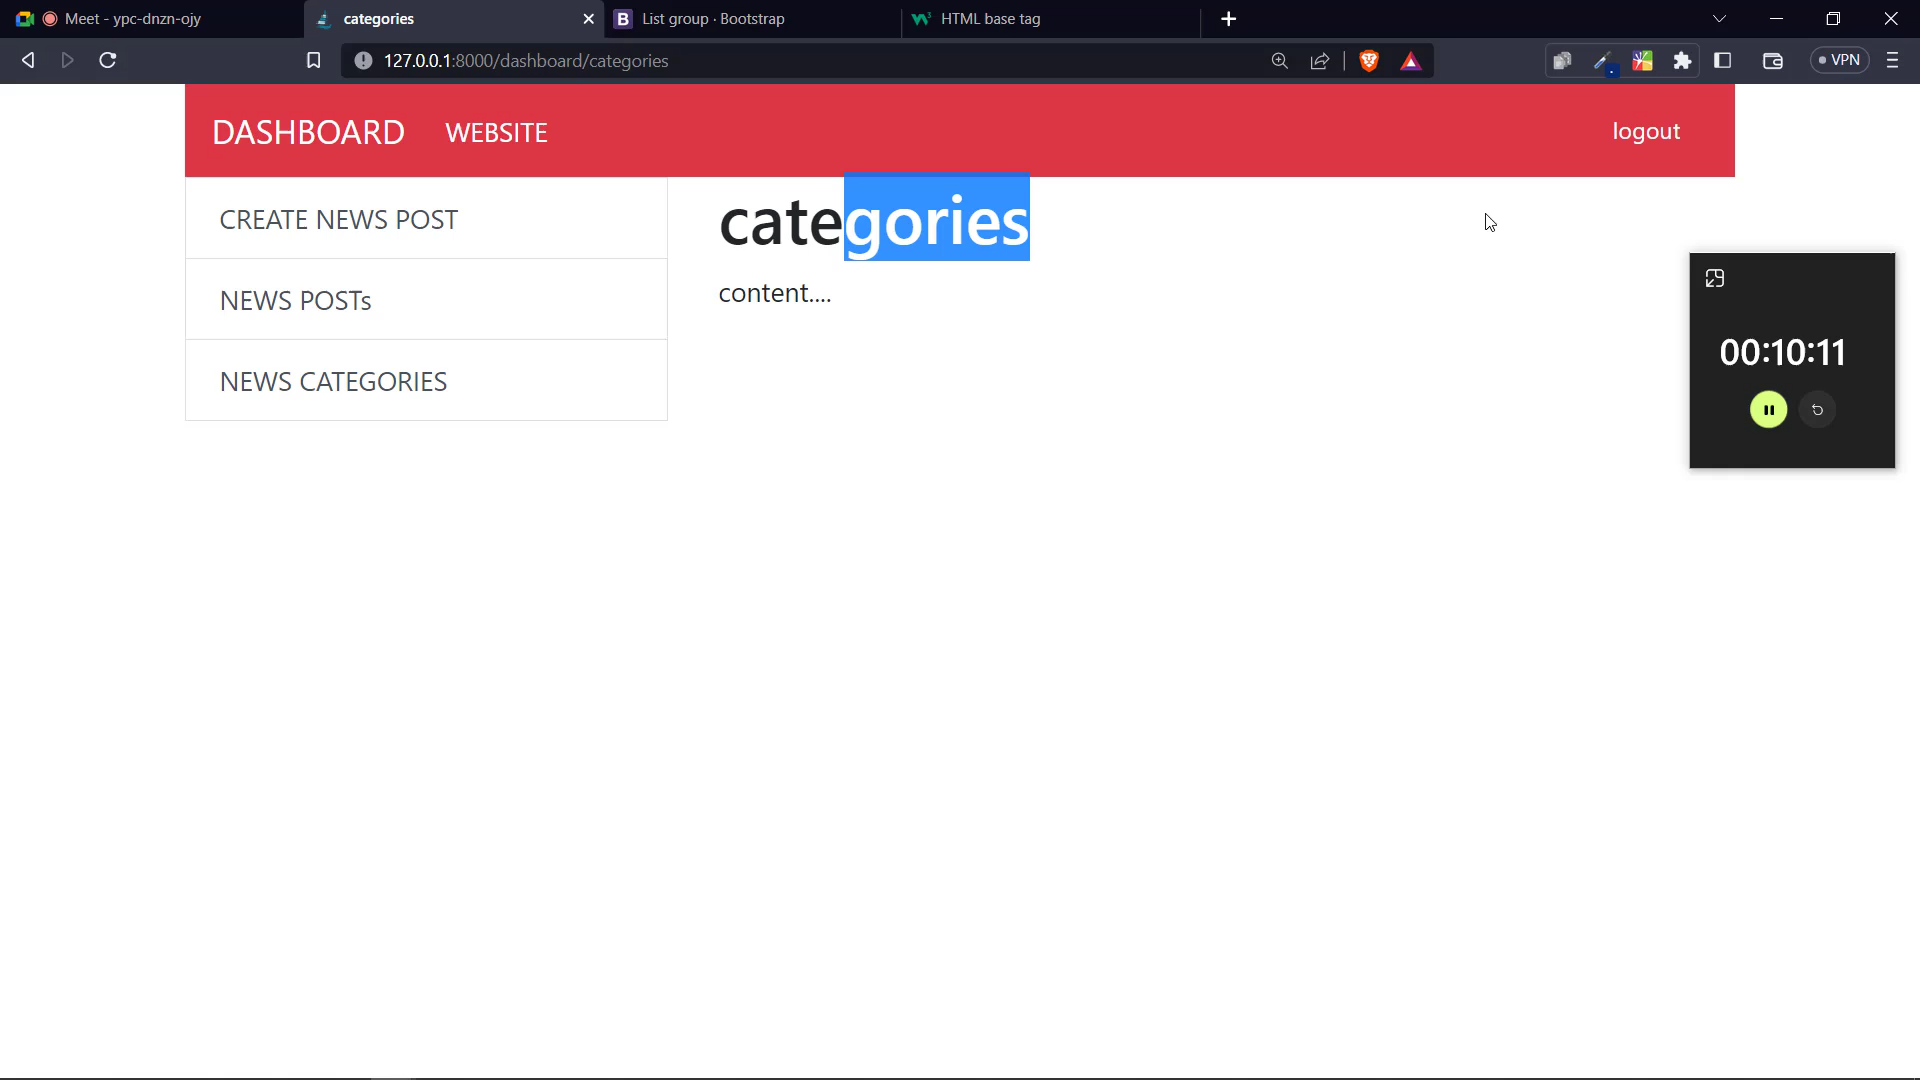 Meet - ypc-dnzn-ojy
categories
List group · Bootstrap
HTML base tag
127.0.0.1:8000/dashboard/categories
VPN
DASHBOARD
WEBSITE
logout
CREATE NEWS POST
NEWS POSTs
NEWS CATEGORIES
categories
content....
00:10:11